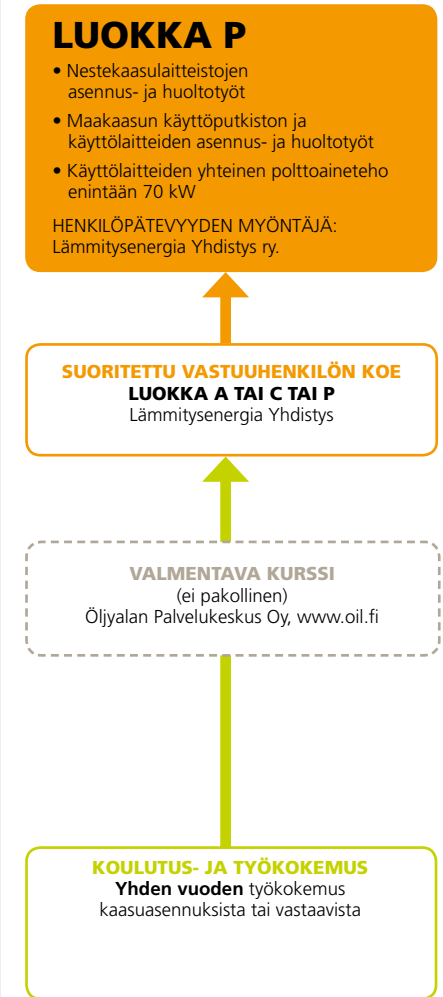 LUOKKA P
• Nestekaasulaitteistojen
asennus- ja huoltotyöt
• Maakaasun käyttöputkiston ja
käyttölaitteiden asennus- ja huoltotyöt
• Käyttölaitteiden yhteinen polttoaineteho
enintään 70 kW
HENKILÖPÄTEVYYDEN MYÖNTÄJÄ:
Lämmitysenergia Yhdistys ry.
SUORITETTU VASTUUHENKILÖN KOE
LUOKKA A TAI C TAI P
Lämmitysenergia Yhdistys
VALMENTAVA KURSSI
(ei pakollinen)
Öljyalan Palvelukeskus Oy, www.oil.fi
KOULUTUS- JA TYÖKOKEMUS
Yhden vuoden työkokemus
kaasuasennuksista tai vastaavista